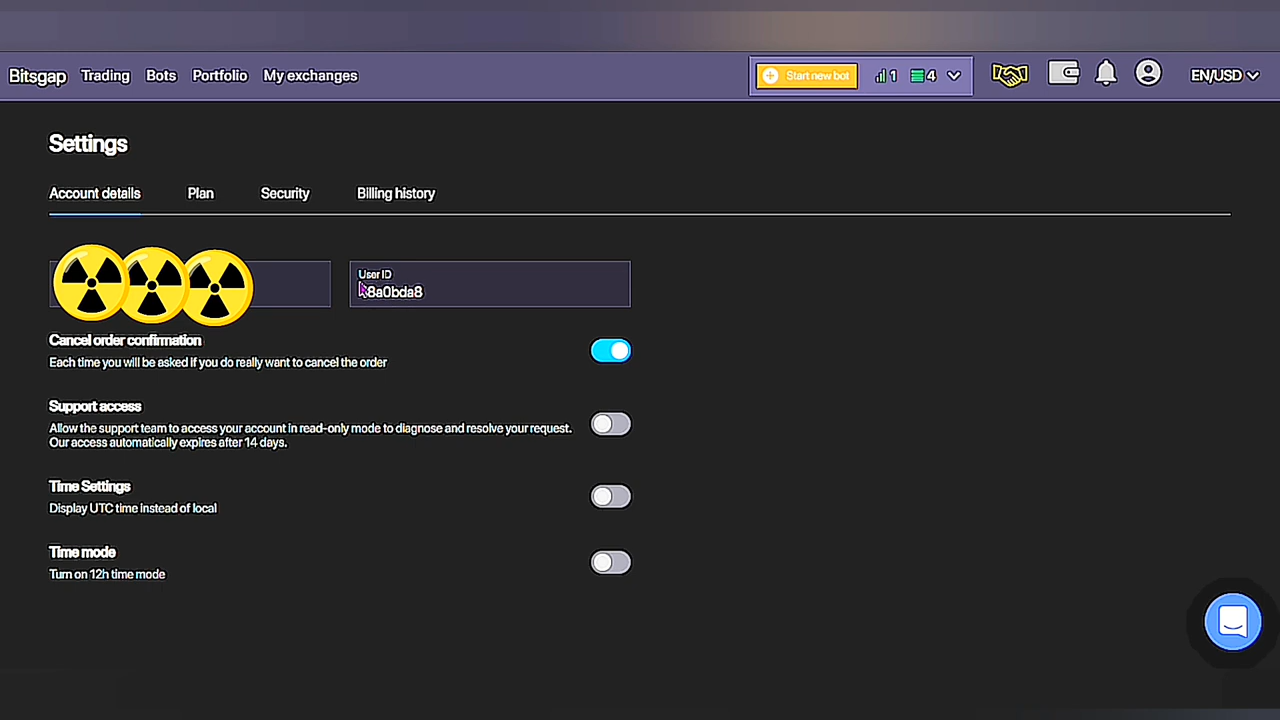 Bitsgap Trading Bots Portfolio My exchanges Start new bot 1 4 EN/USD
Settings
Account details Plan Security Billing history
User ID
Cancel order confirmation
Each time you will be asked if you do really want to cancel the order
Support access
Allow the support team to access your account in read-only mode to diagnose and resolve your request.
Our access automatically expires after 14 days.
Time Settings
Display UTC time instead of local
Time mode
Turn on 12h time mode